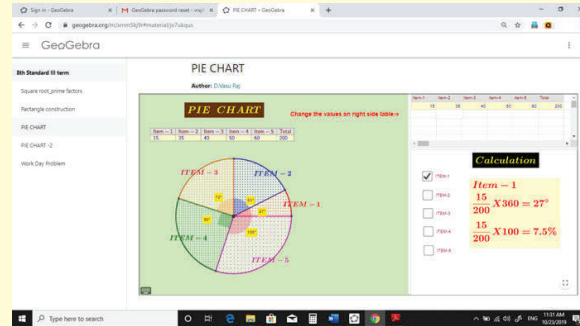 Sign in - GeoGebra
GeoGebra password reset - waji
PIE CHART – GeoGebra
GeoGebra
8th Standard III term
Square root_prime factors
Rectangle construction
PIE CHART
PIE CHART -2
Work Day Problem
PIE CHART
Author: D.Vasu Raj
PIE CHART
Change the values on right side table->
Item – 1 Item – 2 Item – 3 Item – 4 Item – 5 Total
15 35 40 50 60 200
ITEM – 3
ITEM – 2
ITEM – 1
ITEM – 4
ITEM – 5
72°
63°
27°
90°
108°
Item-1 Item-2 Item-3 Item-4 Item-5 Total
15 35 40 50 60 200
Calculation
ITEM-1
ITEM-2
ITEM-3
ITEM-4
ITEM-5
Item – 1
15/200 X360 = 27°
15/200 X100 = 7.5%
Type here to search
ENG
11:31 AM
10/23/2019